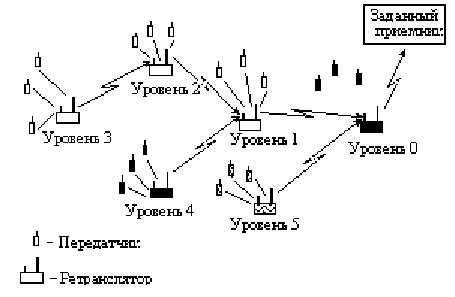 Заданный
приемник
Уровень 2
Уровень 3
Уровень 1
Уровень 0
Уровень 4
Уровень 5
- Передатчик
- Ретранслятор